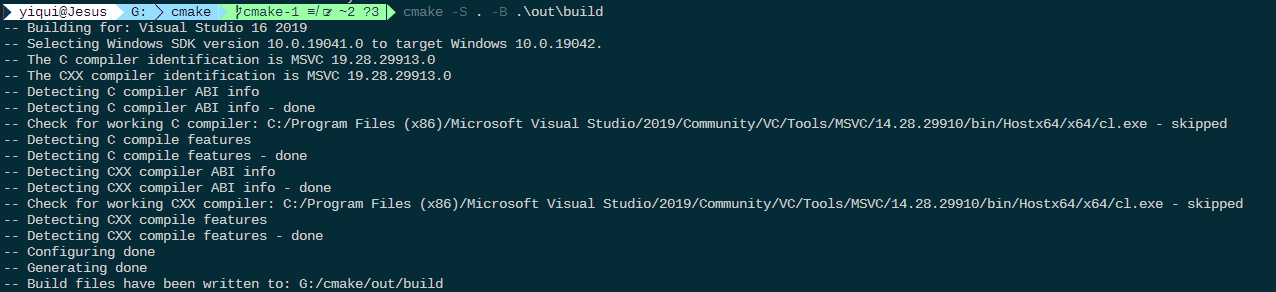 yiqui@Jesus G: cmake cmake-1 ≡/ ~2 ?3 cmake -S . -B .\out\build
-- Building for: Visual Studio 16 2019
-- Selecting Windows SDK version 10.0.19041.0 to target Windows 10.0.19042.
-- The C compiler identification is MSVC 19.28.29913.0
-- The CXX compiler identification is MSVC 19.28.29913.0
-- Detecting C compiler ABI info
-- Detecting C compiler ABI info - done
-- Check for working C compiler: C:/Program Files (x86)/Microsoft Visual Studio/2019/Community/VC/Tools/MSVC/14.28.29910/bin/Hostx64/x64/cl.exe - skipped
-- Detecting C compile features
-- Detecting C compile features - done
-- Detecting CXX compiler ABI info
-- Detecting CXX compiler ABI info - done
-- Check for working CXX compiler: C:/Program Files (x86)/Microsoft Visual Studio/2019/Community/VC/Tools/MSVC/14.28.29910/bin/Hostx64/x64/cl.exe - skipped
-- Detecting CXX compile features
-- Detecting CXX compile features - done
-- Configuring done
-- Generating done
-- Build files have been written to: G:/cmake/out/build